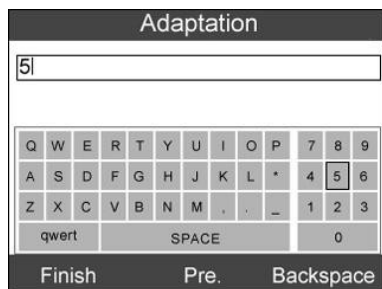 Adaptation
5
Q W E R T Y U I O P 7 8 9
A S D F G H J K L * 4 5 6
Z X C V B N M , . _ 1 2 3
qwert SPACE 0
Finish Pre. Backspace